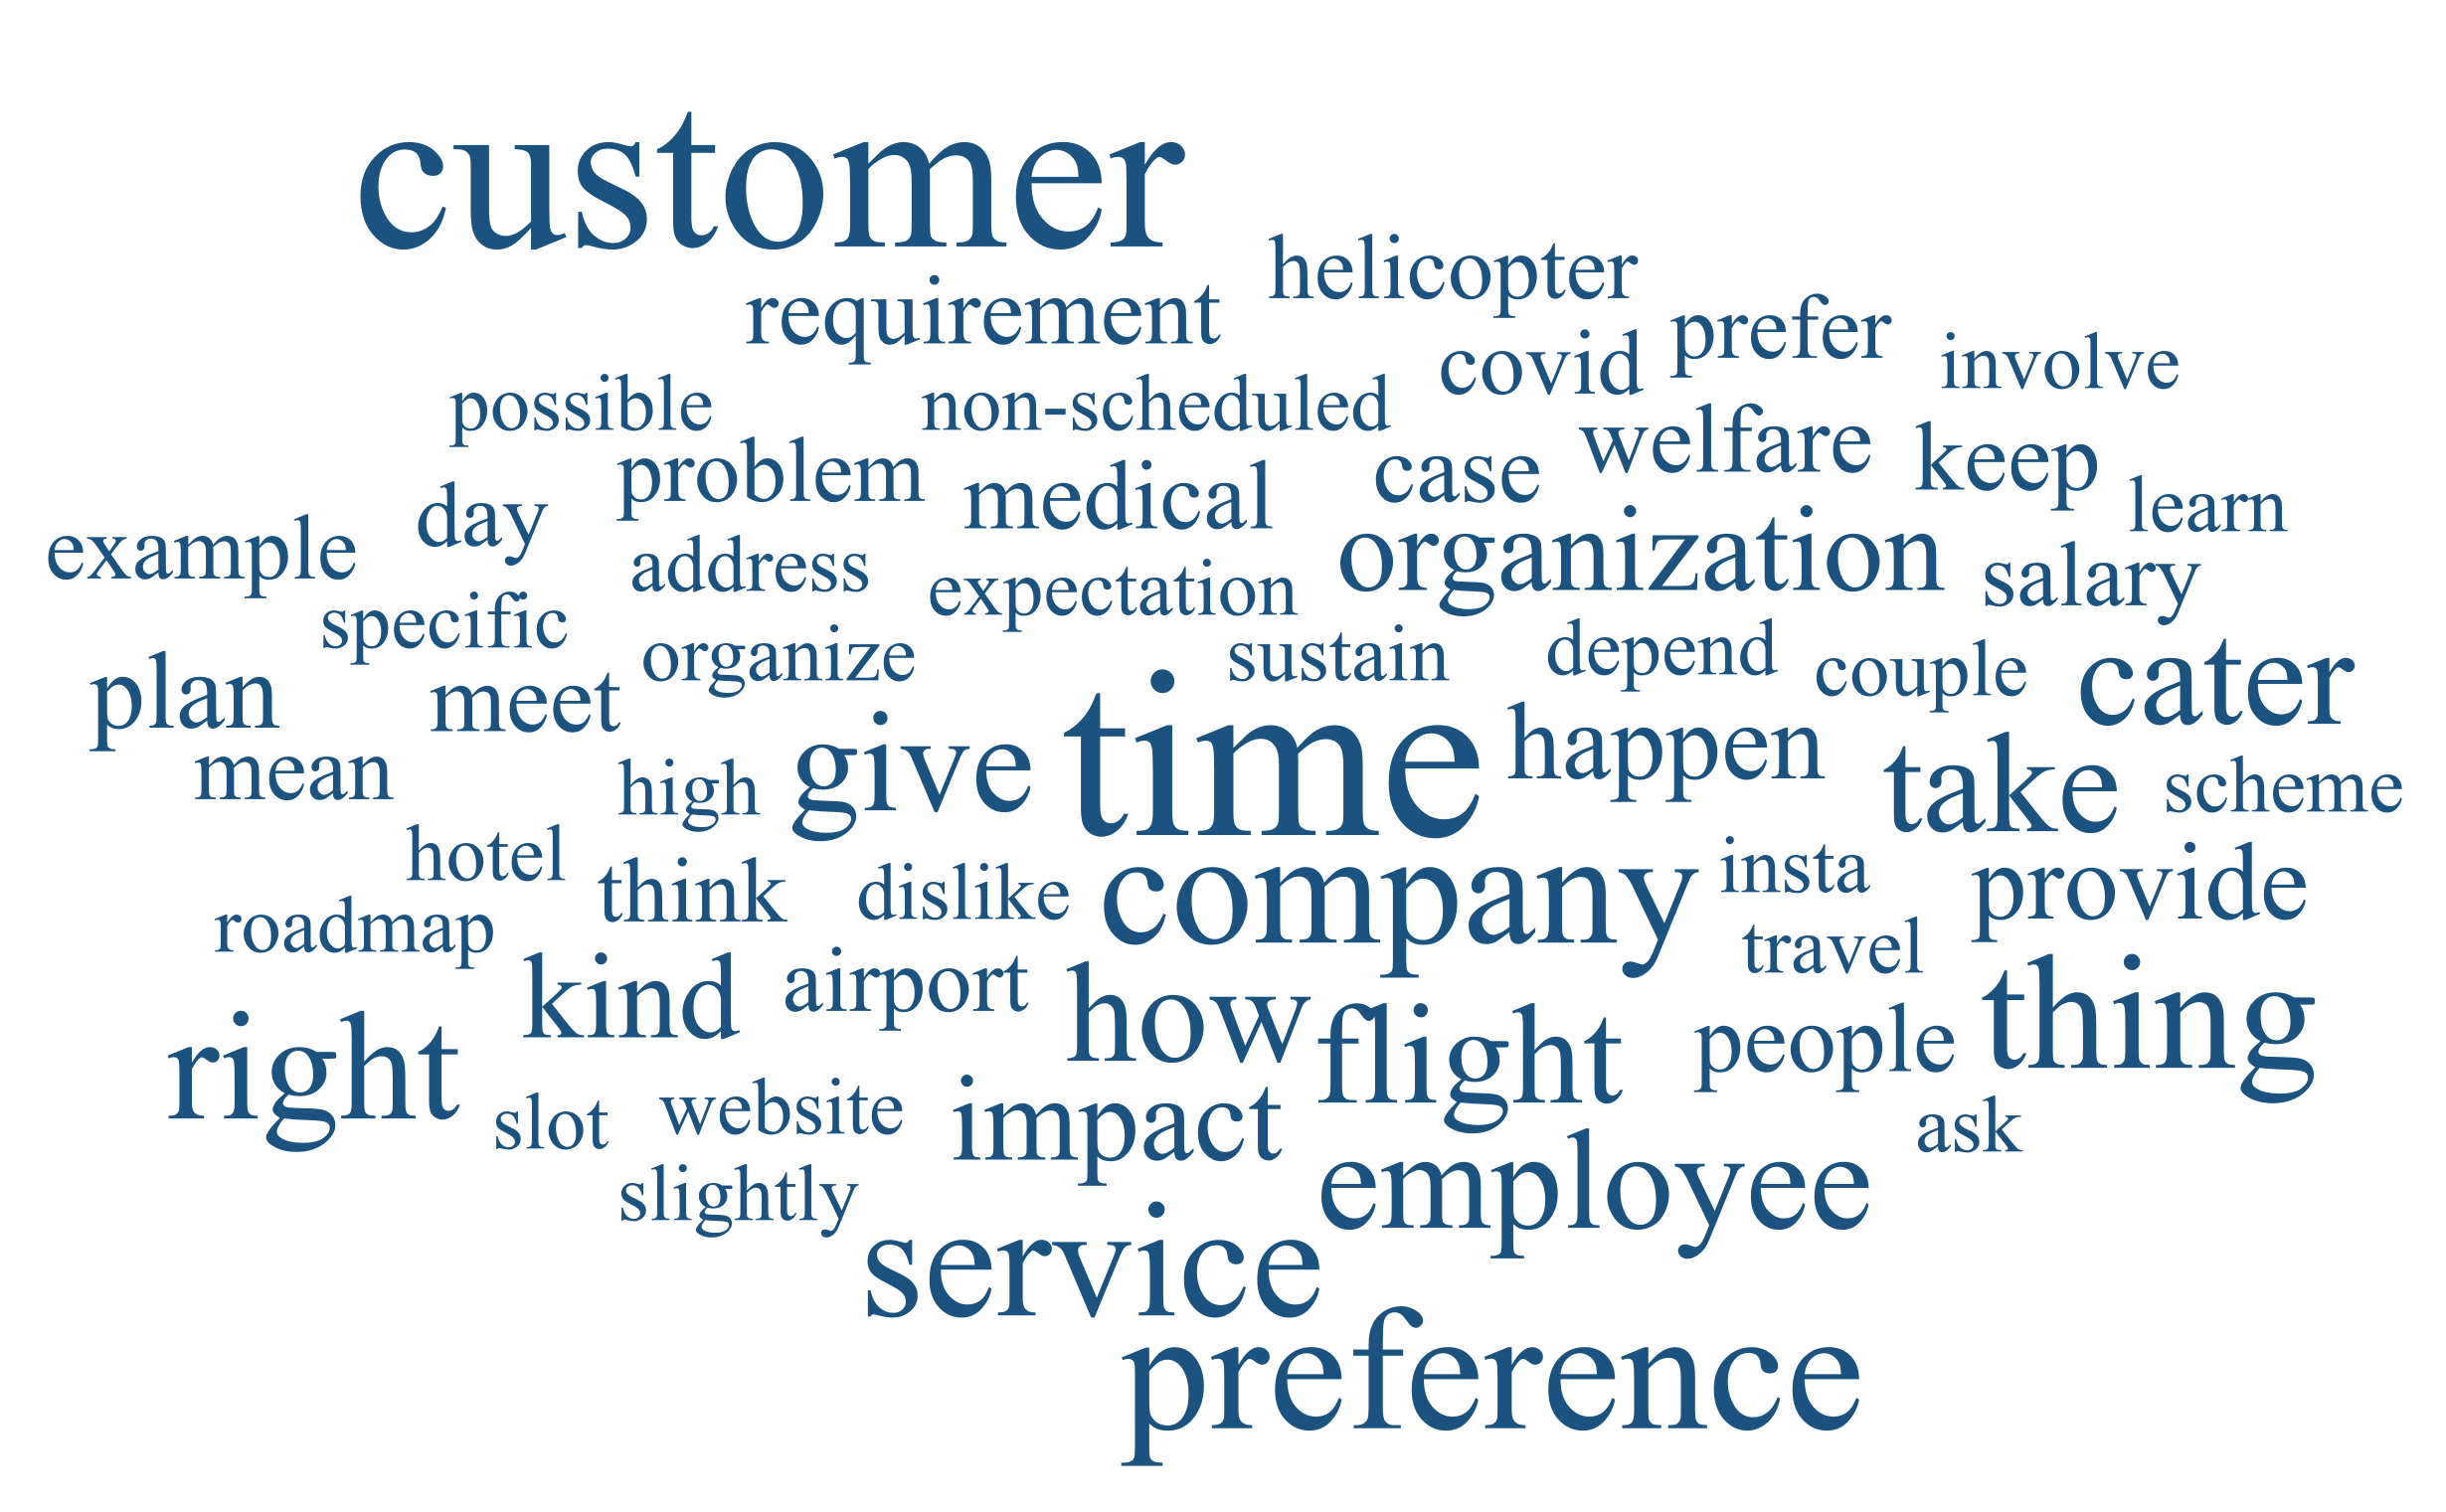 customer
helicopter
requirement
prefer
involve
covid
possible
non-scheduled
welfare
keep
problem
medical
case
learn
day
example
address
expectation
organization
salary
specific
organize
sustain
depend
couple
cater
plan
meet
give
time
happen
take
scheme
mean
high
hotel
think
dislike
company
insta
provide
roadmap
kind
airport
how
travel
thing
right
flight
people
slot
website
impact
ask
slightly
employee
service
preference